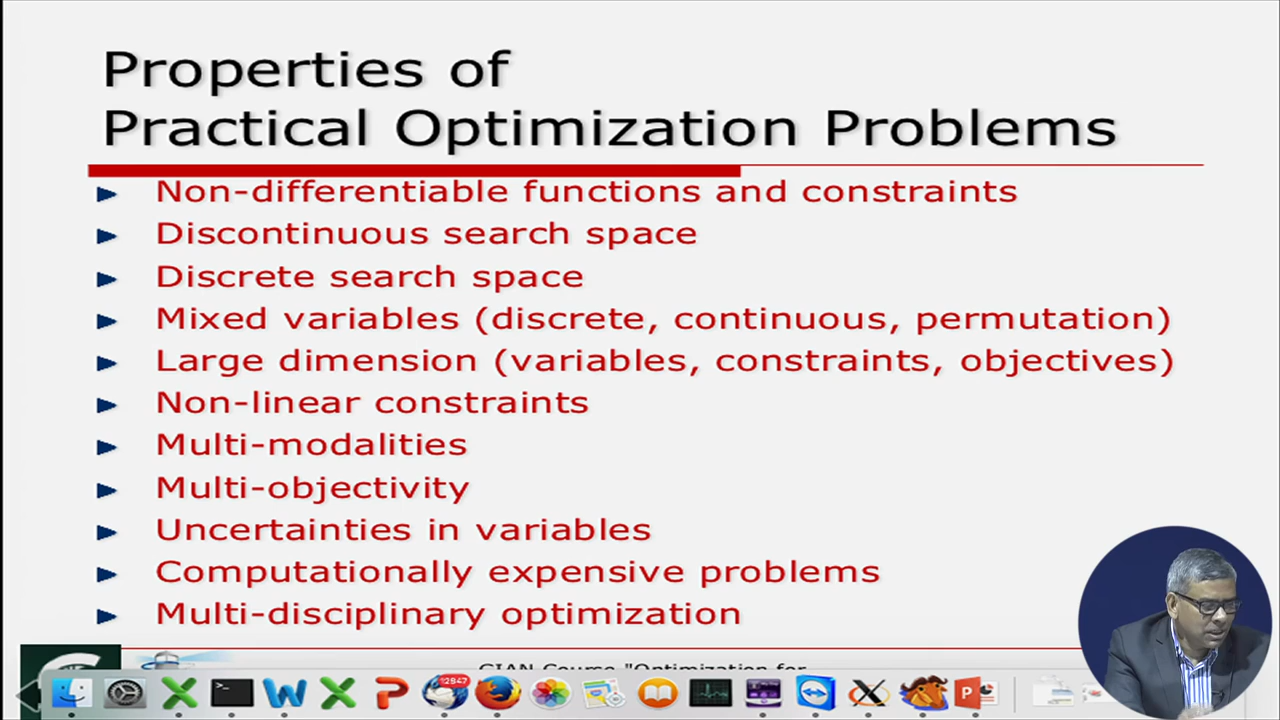 Properties of
Practical Optimization Problems
Non-differentiable functions and constraints
Discontinuous search space
Discrete search space
Mixed variables (discrete, continuous, permutation)
Large dimension (variables, constraints, objectives)
Non-linear constraints
Multi-modalities
Multi-objectivity
Uncertainties in variables
Computationally expensive problems
Multi-disciplinary optimization
GIAN Course "Optimization for
12847